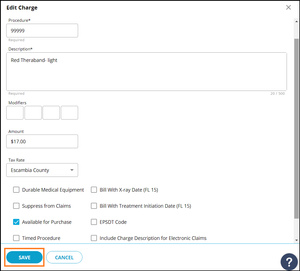 Edit Charge
Procedure*
99999
Required
Description*
Red Theraband- light
Required
20 / 500
Modifiers
Amount
$17.00
Tax Rate
Escambia County
Durable Medical Equipment
Bill With X-ray Date (FL 15)
Suppress from Claims
Bill With Treatment Initiation Date (FL 15)
Available for Purchase
EPSDT Code
Timed Procedure
Include Charge Description for Electronic Claims
SAVE
CANCEL
?